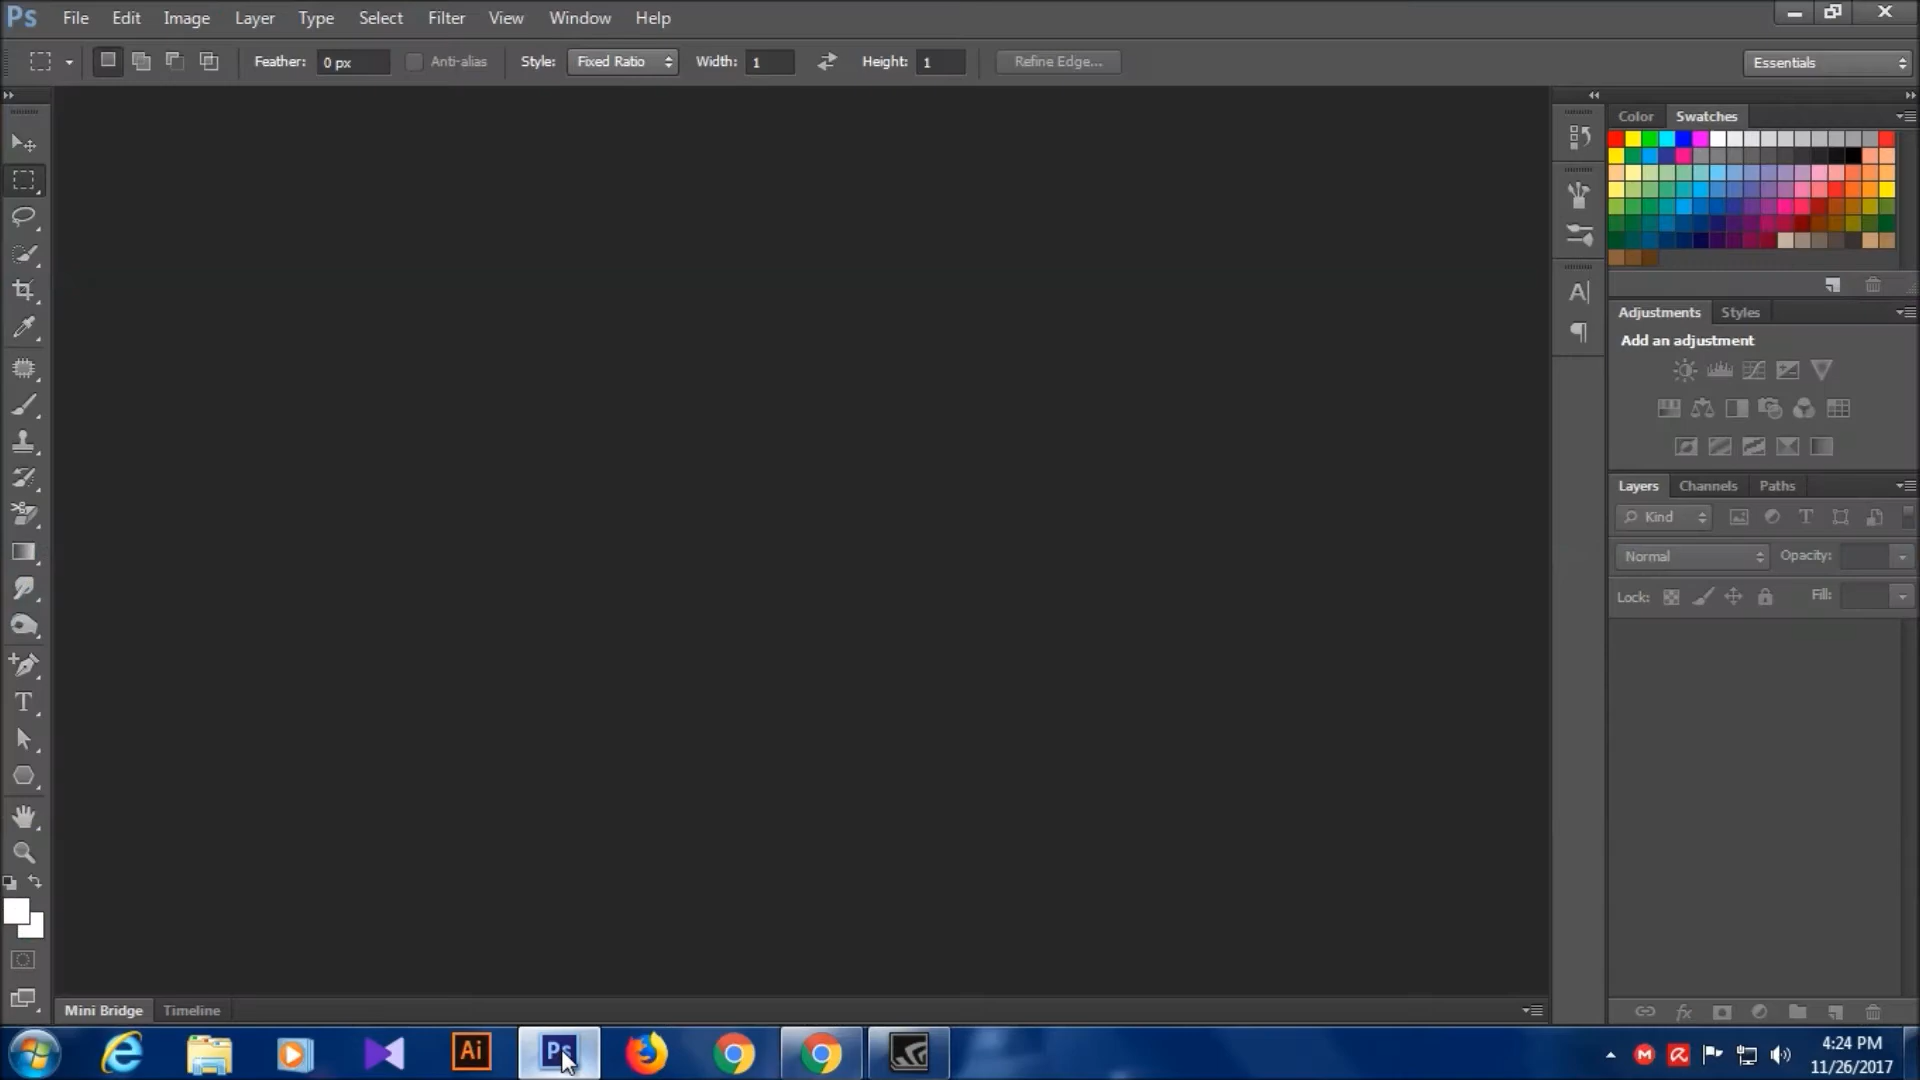 Ps File Edit Image Layer Type Select Filter View Window Help
Feather: 0 px Anti-alias Style: Fixed Ratio Width: 1 Height: 1 Refine Edge... Essentials
Color Swatches
A
Adjustments Styles
Add an adjustment
Layers Channels Paths
Kind T
Normal Opacity:
Lock: Fill:
T
Mini Bridge Timeline
Ai Ps M
4:24 PM
11/26/2017